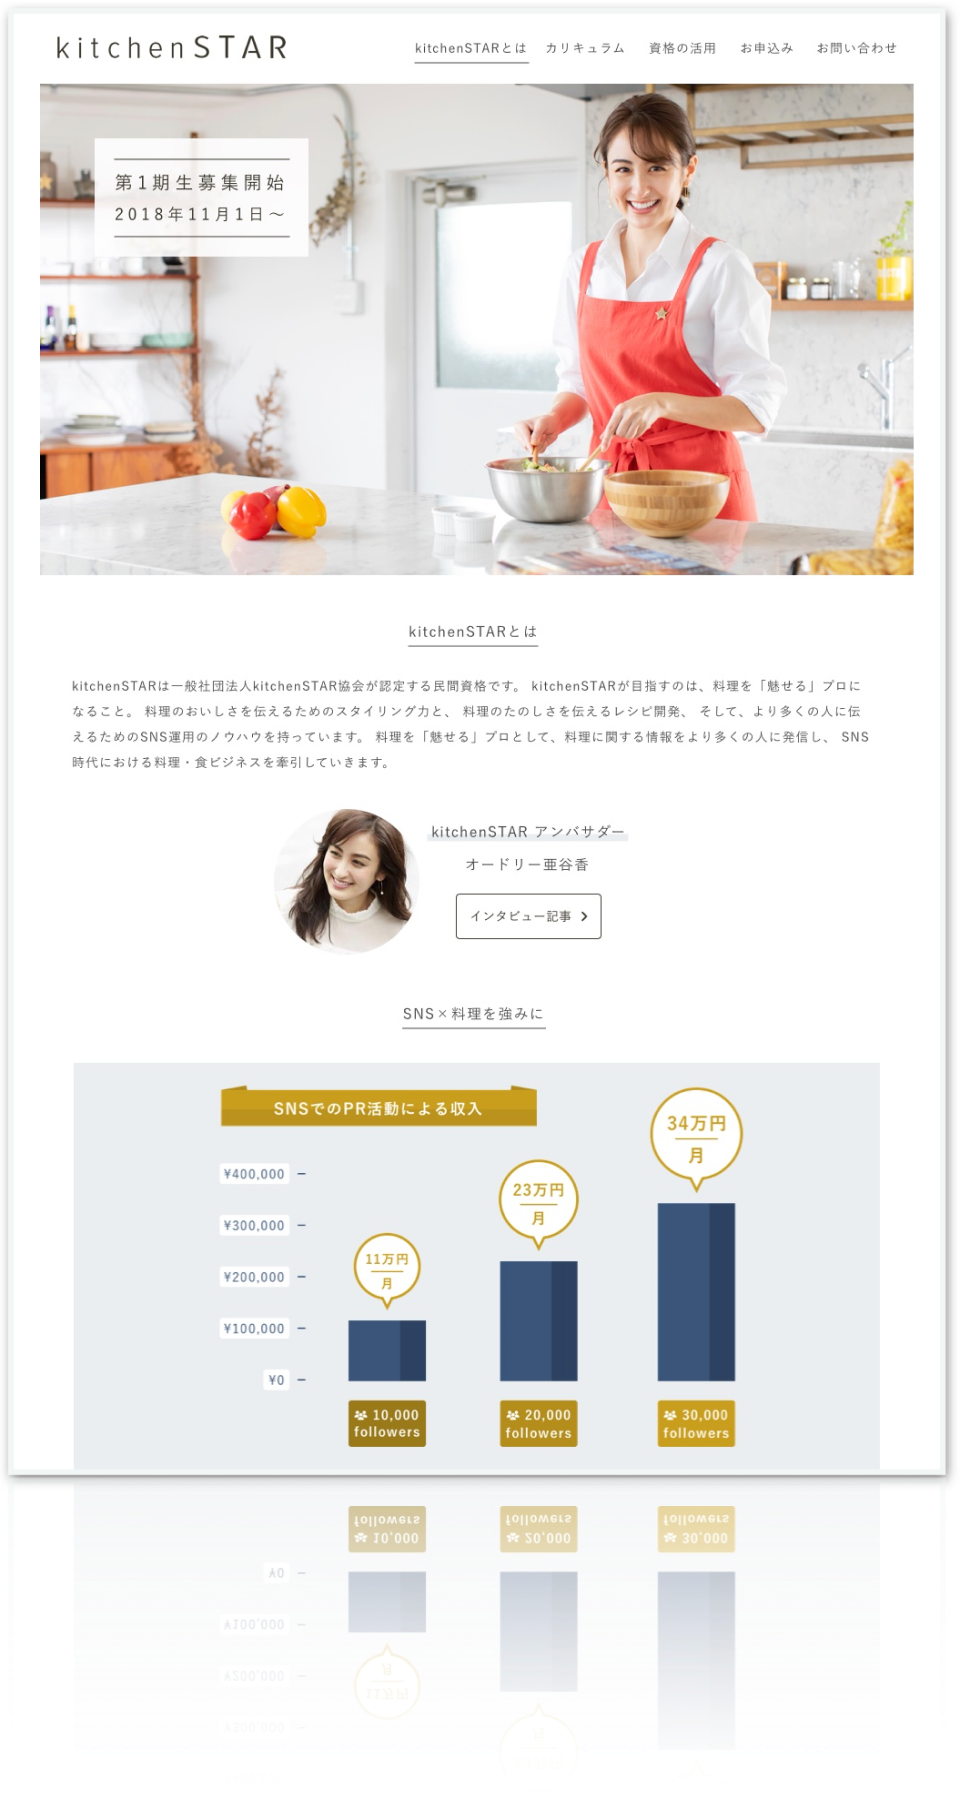 kitchenSTAR
kitchenSTARとは カリキュラム 資格の活用 お申込み お問い合わせ
第1期生募集開始
2018年11月1日～
kitchenSTARとは
kitchenSTARは一般社団法人kitchenSTAR協会が認定する民間資格です。 kitchenSTARが目指すのは、料理を「魅せる」プロに
なること。 料理のおいしさを伝えるためのスタイリング力と、 料理のたのしさを伝えるレシピ開発、 そして、より多くの人に伝
えるためのSNS運用のノウハウを持っています。 料理を「魅せる」プロとして、料理に関する情報をより多くの人に発信し、 SNS
時代における料理・食ビジネスを牽引していきます。
kitchenSTAR アンバサダー
オードリー亜谷香
インタビュー記事
SNS×料理を強みに
SNSでのPR活動による収入
34万円
月
23万円
月
11万円
月
¥400,000
¥300,000
¥200,000
¥100,000
¥0
10,000
followers
20,000
followers
30,000
followers